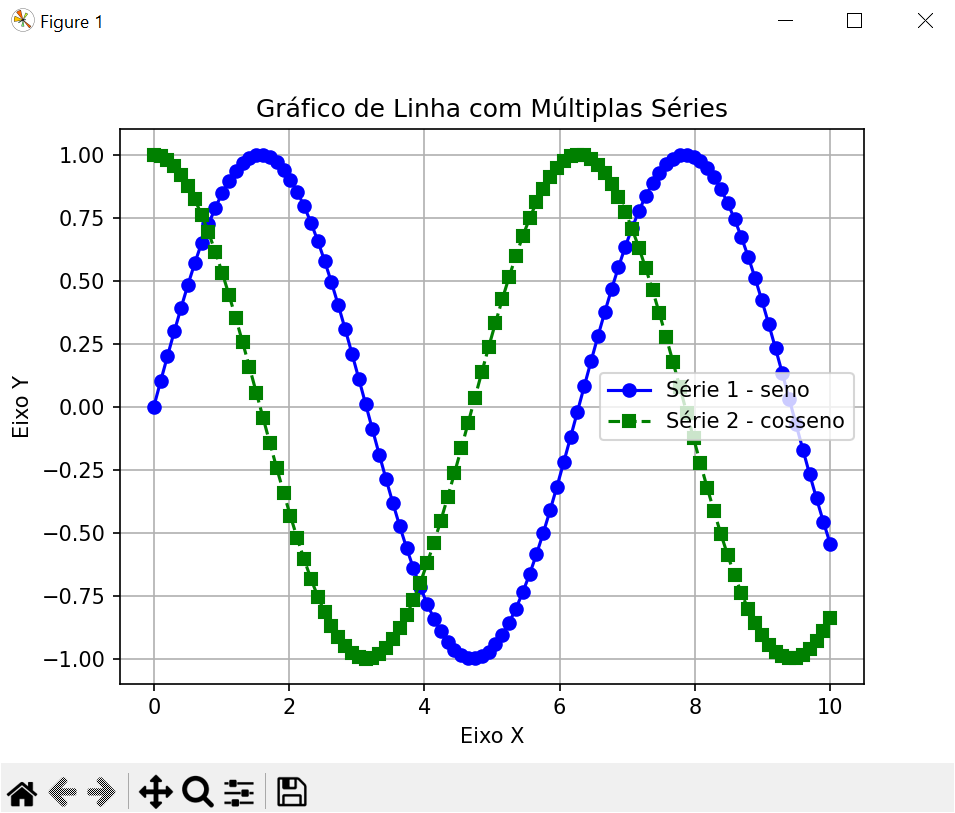 Figure 1
Gráfico de Linha com Múltiplas Séries
1.00
0.75
0.50
0.25
0.00
−0.25
−0.50
−0.75
−1.00
Eixo Y
Série 1 - seno
Série 2 - cosseno
0 2 4 6 8 10
Eixo X